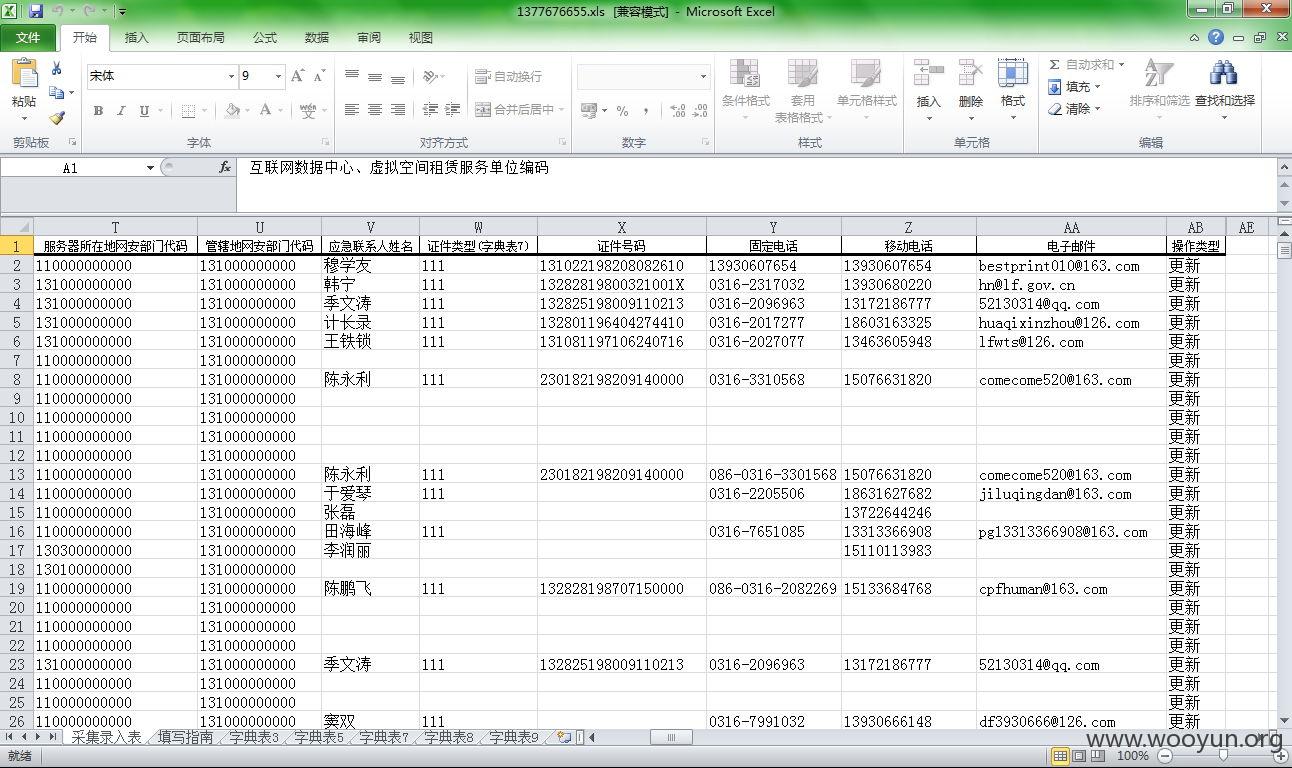 1377676655.xls [兼容模式] - Microsoft Excel
文件 开始 插入 页面布局 公式 数据 审阅 视图
宋体 9 自动换行 Σ 自动求和
粘贴 B I U 合并后居中 % 条件格式 套用表格格式 单元格样式 插入 删除 格式 填充 清除 排序和筛选 查找和选择
剪贴板 字体 对齐方式 数字 样式 单元格 编辑
A1 fx 互联网数据中心、虚拟空间租赁服务单位编码
T U V W X Y Z AA AB AE
1 服务器所在地网安部门代码 管辖地网安部门代码 应急联系人姓名 证件类型(字典表7) 证件号码 固定电话 移动电话 电子邮件 操作类型
2 110000000000 131000000000 穆学友 111 131022198208082610 13930607654 13930607654 bestprint010@163.com 更新
3 131000000000 131000000000 韩宁 111 13282819800321001X 0316-2317032 13930680220 hn@lf.gov.cn 更新
4 131000000000 131000000000 季文涛 111 132825198009110213 0316-2096963 13172186777 52130314@qq.com 更新
5 131000000000 131000000000 计长录 111 132801196404274410 0316-2017277 18603163325 huaqixinzhou@126.com 更新
6 131000000000 131000000000 王铁锁 111 131081197106240716 0316-2027077 13463605948 lfwts@126.com 更新
7 110000000000 131000000000 更新
8 110000000000 131000000000 陈永利 111 230182198209140000 0316-3310568 15076631820 comecome520@163.com 更新
9 110000000000 131000000000 更新
10 110000000000 131000000000 更新
11 110000000000 131000000000 更新
12 110000000000 131000000000 更新
13 110000000000 131000000000 陈永利 111 230182198209140000 086-0316-3301568 15076631820 comecome520@163.com 更新
14 110000000000 131000000000 于爱琴 111 0316-2205506 18631627682 jiluqingdan@163.com 更新
15 110000000000 131000000000 张磊 13722644246 更新
16 110000000000 131000000000 田海峰 111 0316-7651085 13313366908 pgl3313366908@163.com 更新
17 130300000000 131000000000 李润丽 15110113983 更新
18 130100000000 131000000000 更新
19 110000000000 131000000000 陈鹏飞 111 132828198707150000 086-0316-2082269 15133684768 cpfhuman@163.com 更新
20 110000000000 131000000000 更新
21 110000000000 131000000000 更新
22 110000000000 131000000000 更新
23 131000000000 131000000000 季文涛 111 132825198009110213 0316-2096963 13172186777 52130314@qq.com 更新
24 110000000000 131000000000 更新
25 110000000000 131000000000 更新
26 110000000000 131000000000 窦双 111 0316-7991032 13930666148 df3930666@126.com 更新
采集录入表 填写指南 字典表3 字典表5 字典表7 字典表8 字典表9
www.wooyun.org
就绪 100%